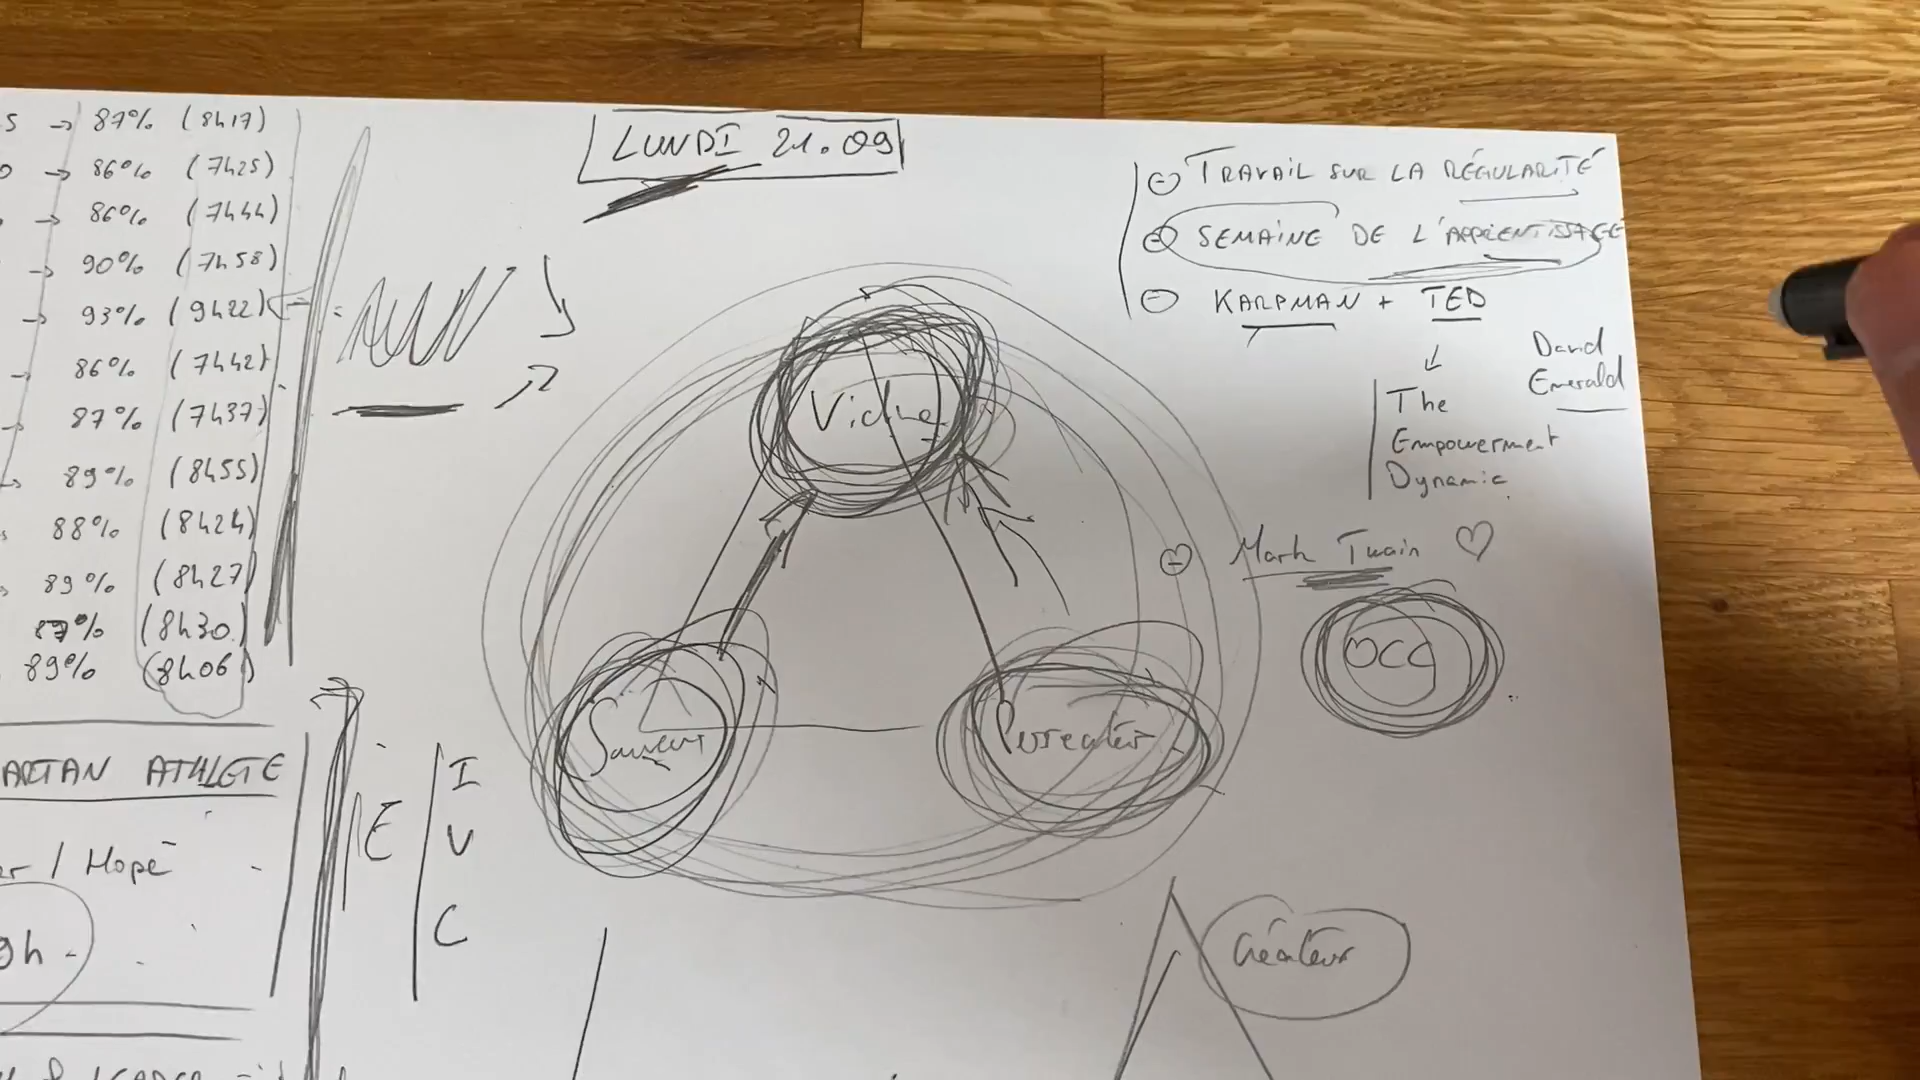 LUNDI 21.09
S → 87% (8h17)
→ 86% (7h25)
→ 86% (7h44)
→ 90% (7h58)
→ 93% (9h22)
→ 86% (7h42)
→ 87% (7h37)
→ 89% (8h55)
88% (8h24)
89% (8h27)
87% (8h30)
89% (8h06)
ARTAN ATHLETE
/ Hope
9h
E
I
V
C
Victime
Sauveur
Persécuteur
TRAVAIL SUR LA RÉGULARITÉ
SEMAINE DE L'APPRENTISSAGE
KARPMAN + TED
David
Emerald
The
Empowerment
Dynamic
Mark Twain ♡
Créateur